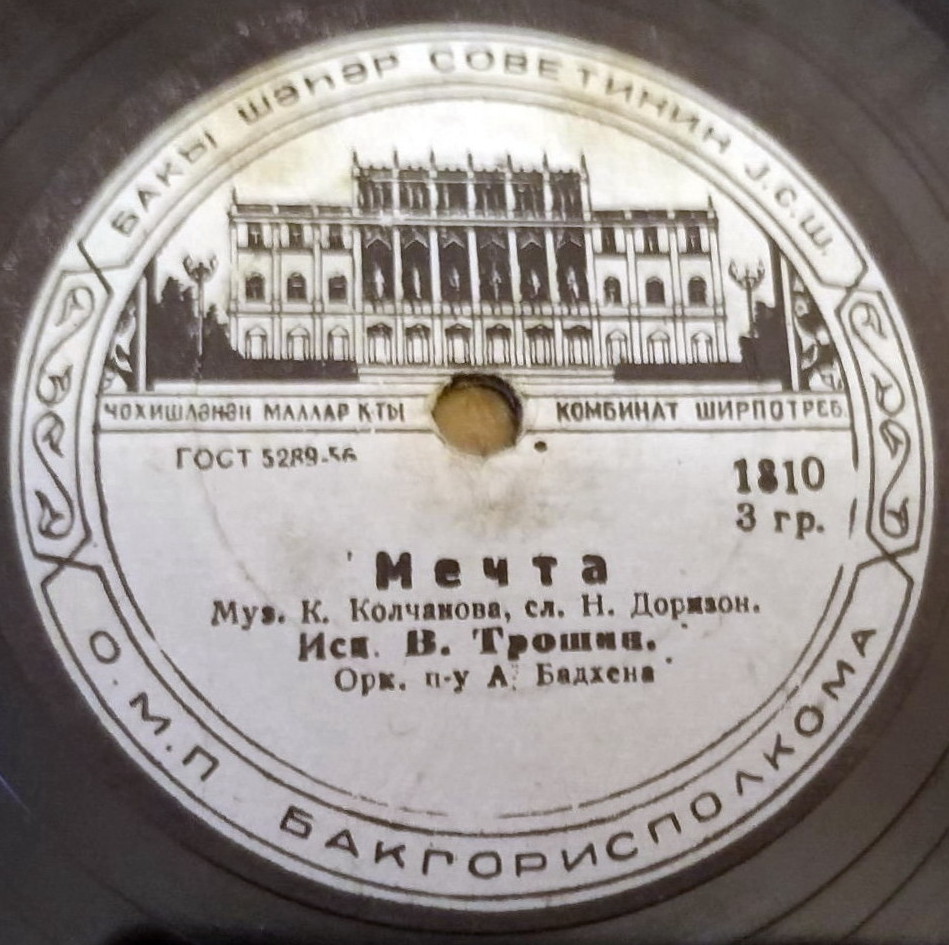 БАКЫ ШӘҺӘР СОВЕТИНИН Ј.С.Ш.
ЧОХИШЛӘНӘН МАЛЛАР К-ТЫ КОМБИНАТ ШИРПОТРЕБ.
ГОСТ 5289-56
1810
3 гр.
Мечта
Муз. К. Колчанова, сл. Н. Доризон.
Исп. В. Трошин.
Орк. п-у А. Бадхена
О.М.П БАКГОРИСПОЛКОМА